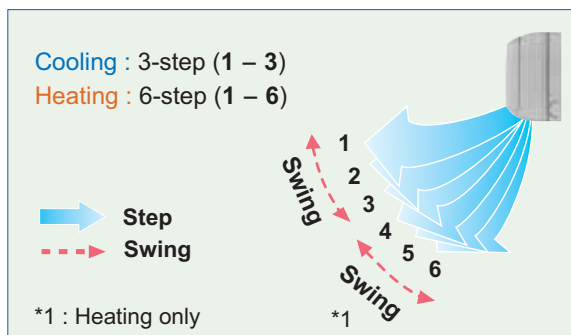 Cooling : 3-step (1 – 3)
Heating : 6-step (1 – 6)
1
2
3
4
5
6
Swing
Swing
Step
Swing
*1 : Heating only
*1